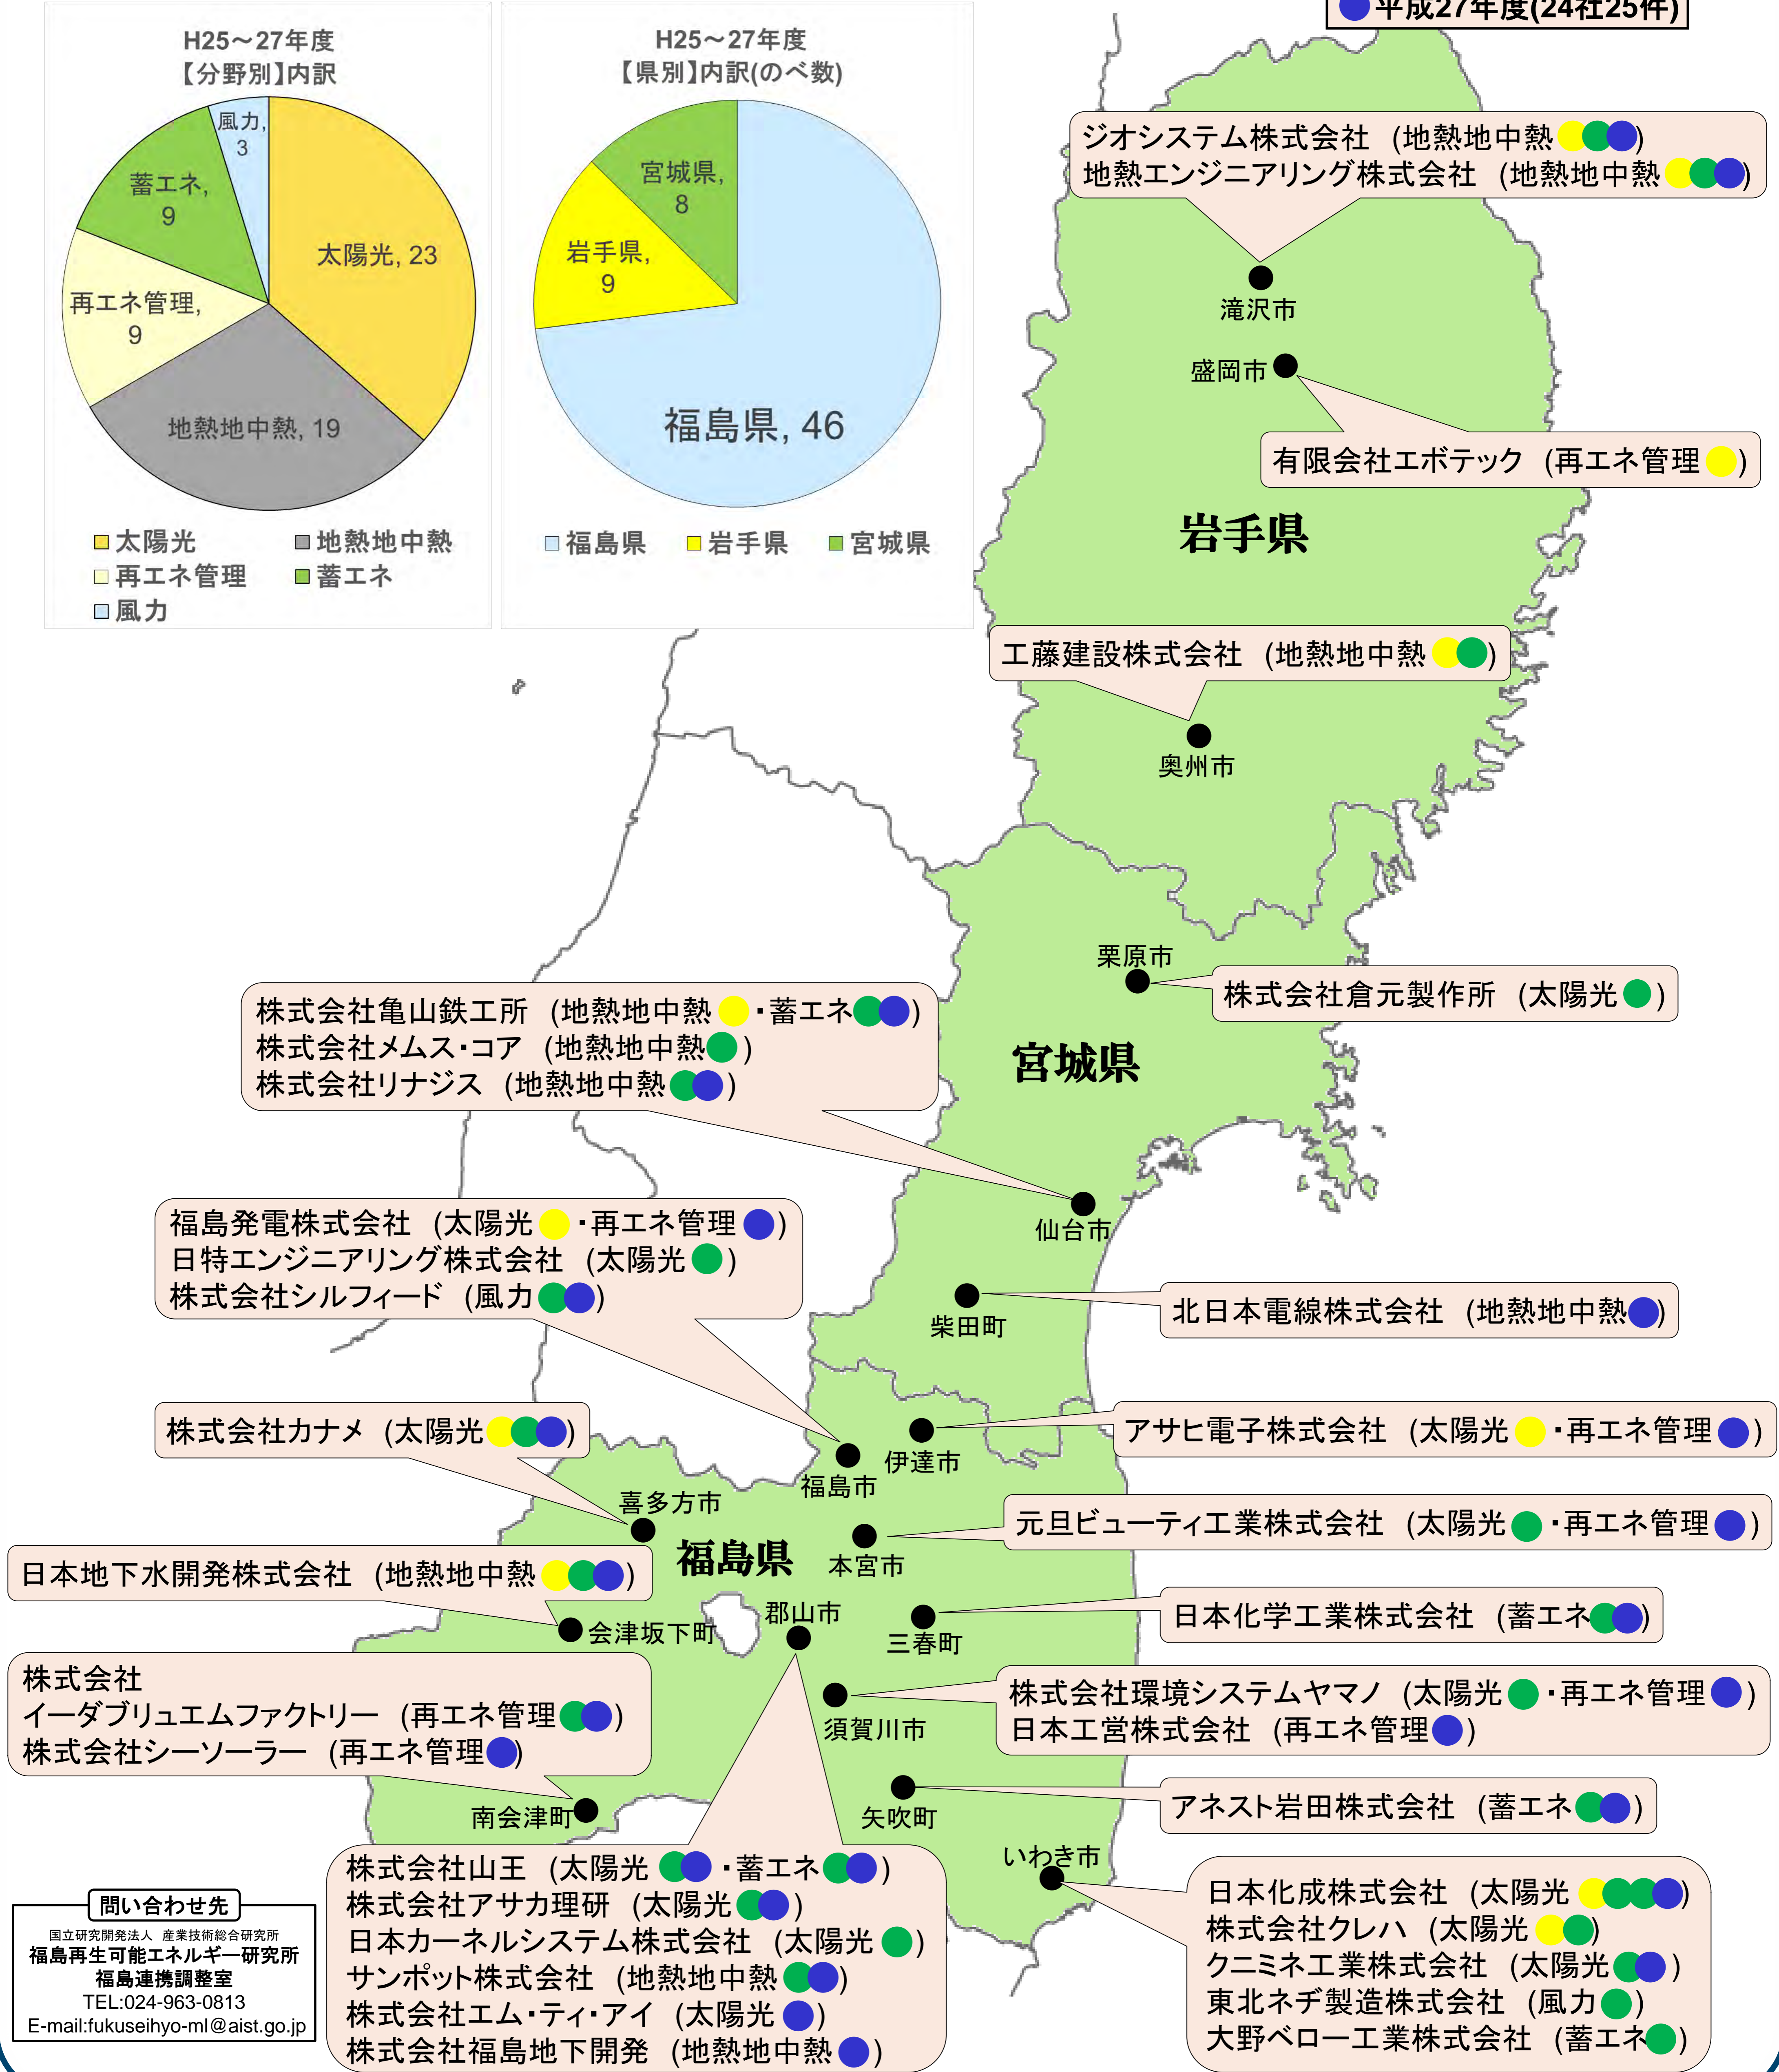 平成27年度(24社25件)
H25～27年度
【分野別】内訳
風力,
3
蓄エネ,
9
太陽光, 23
再エネ管理,
9
地熱地中熱, 19
太陽光
地熱地中熱
再エネ管理
蓄エネ
風力
H25～27年度
【県別】内訳(のべ数)
宮城県,
8
岩手県,
9
福島県, 46
福島県
岩手県
宮城県
ジオシステム株式会社 (地熱地中熱)
地熱エンジニアリング株式会社 (地熱地中熱)
滝沢市
盛岡市
有限会社エボテック (再エネ管理)
岩手県
工藤建設株式会社 (地熱地中熱)
奥州市
栗原市
株式会社倉元製作所 (太陽光)
株式会社亀山鉄工所 (地熱地中熱・蓄エネ)
株式会社メムス・コア (地熱地中熱)
株式会社リナジス (地熱地中熱)
宮城県
仙台市
福島発電株式会社 (太陽光・再エネ管理)
日特エンジニアリング株式会社 (太陽光)
株式会社シルフィード (風力)
柴田町
北日本電線株式会社 (地熱地中熱)
株式会社カナメ (太陽光)
アサヒ電子株式会社 (太陽光・再エネ管理)
伊達市
福島市
喜多方市
元旦ビューティ工業株式会社 (太陽光・再エネ管理)
福島県
本宮市
日本地下水開発株式会社 (地熱地中熱)
会津坂下町
郡山市
三春町
日本化学工業株式会社 (蓄エネ)
株式会社
イーダブリュエムファクトリー (再エネ管理)
株式会社シーソーラー (再エネ管理)
須賀川市
株式会社環境システムヤマノ (太陽光・再エネ管理)
日本工営株式会社 (再エネ管理)
南会津町
矢吹町
アネスト岩田株式会社 (蓄エネ)
いわき市
株式会社山王 (太陽光・蓄エネ)
株式会社アサカ理研 (太陽光)
日本カーネルシステム株式会社 (太陽光)
サンポット株式会社 (地熱地中熱)
株式会社エム・ティ・アイ (太陽光)
株式会社福島地下開発 (地熱地中熱)
日本化成株式会社 (太陽光)
株式会社クレハ (太陽光)
クニミネ工業株式会社 (太陽光)
東北ネヂ製造株式会社 (風力)
大野ベロー工業株式会社 (蓄エネ)
問い合わせ先
国立研究開発法人 産業技術総合研究所
福島再生可能エネルギー研究所
福島連携調整室
TEL:024-963-0813
E-mail:fukuseihyo-ml@aist.go.jp